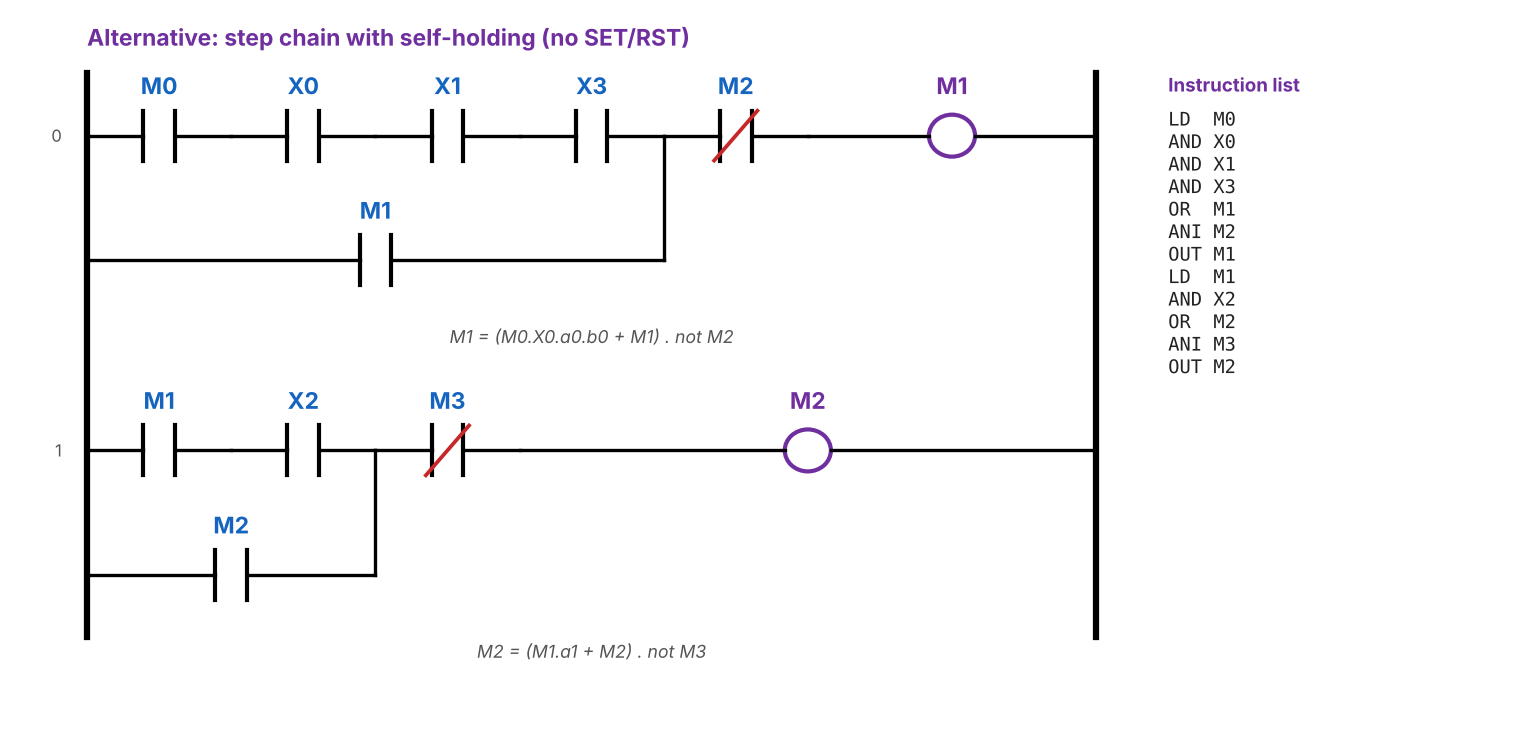 Alternative: step chain with self-holding (no SET/RST)
M0 X0 X1 X3 M2 M1
0
M1
M1 = (M0.X0.a0.b0 + M1) . not M2
M1 X2 M3 M2
1
M2
M2 = (M1.a1 + M2) . not M3
Instruction list
LD  M0
AND X0
AND X1
AND X3
OR  M1
ANI M2
OUT M1
LD  M1
AND X2
OR  M2
ANI M3
OUT M2